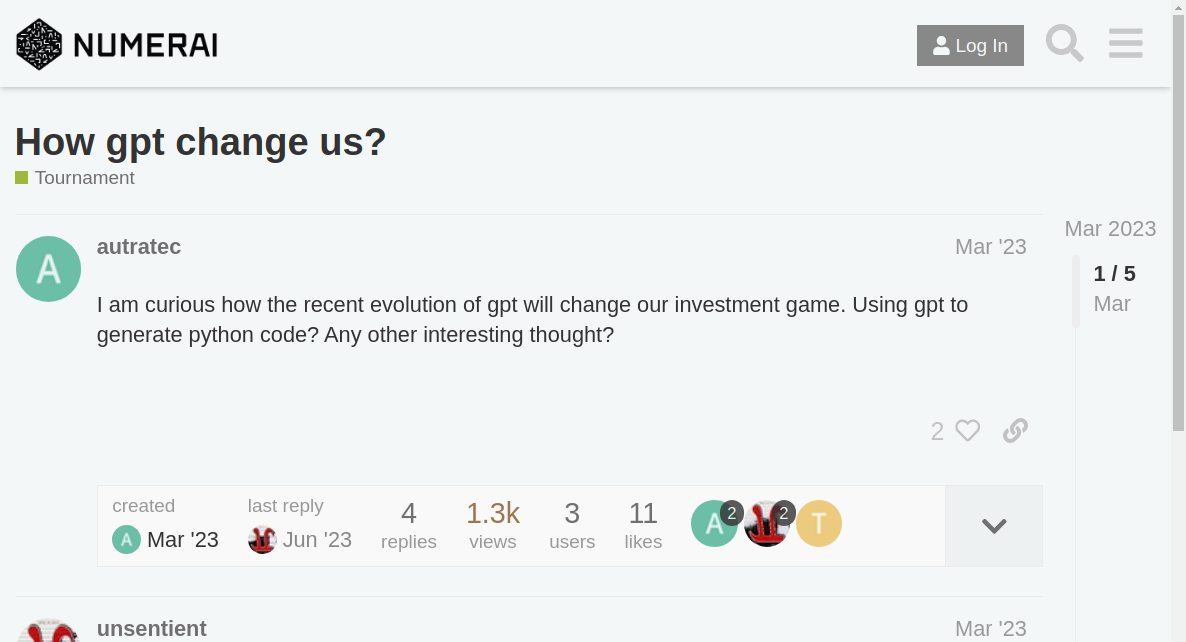 NUMERAI
Log In
How gpt change us?
Tournament
autratec
Mar '23
Mar 2023
1 / 5
Mar
I am curious how the recent evolution of gpt will change our investment game. Using gpt to
generate python code? Any other interesting thought?
2
created
last reply
4
1.3k
3
11
A
2
2
T
A Mar '23
Jun '23
replies
views
users
likes
unsentient
Mar '23
A